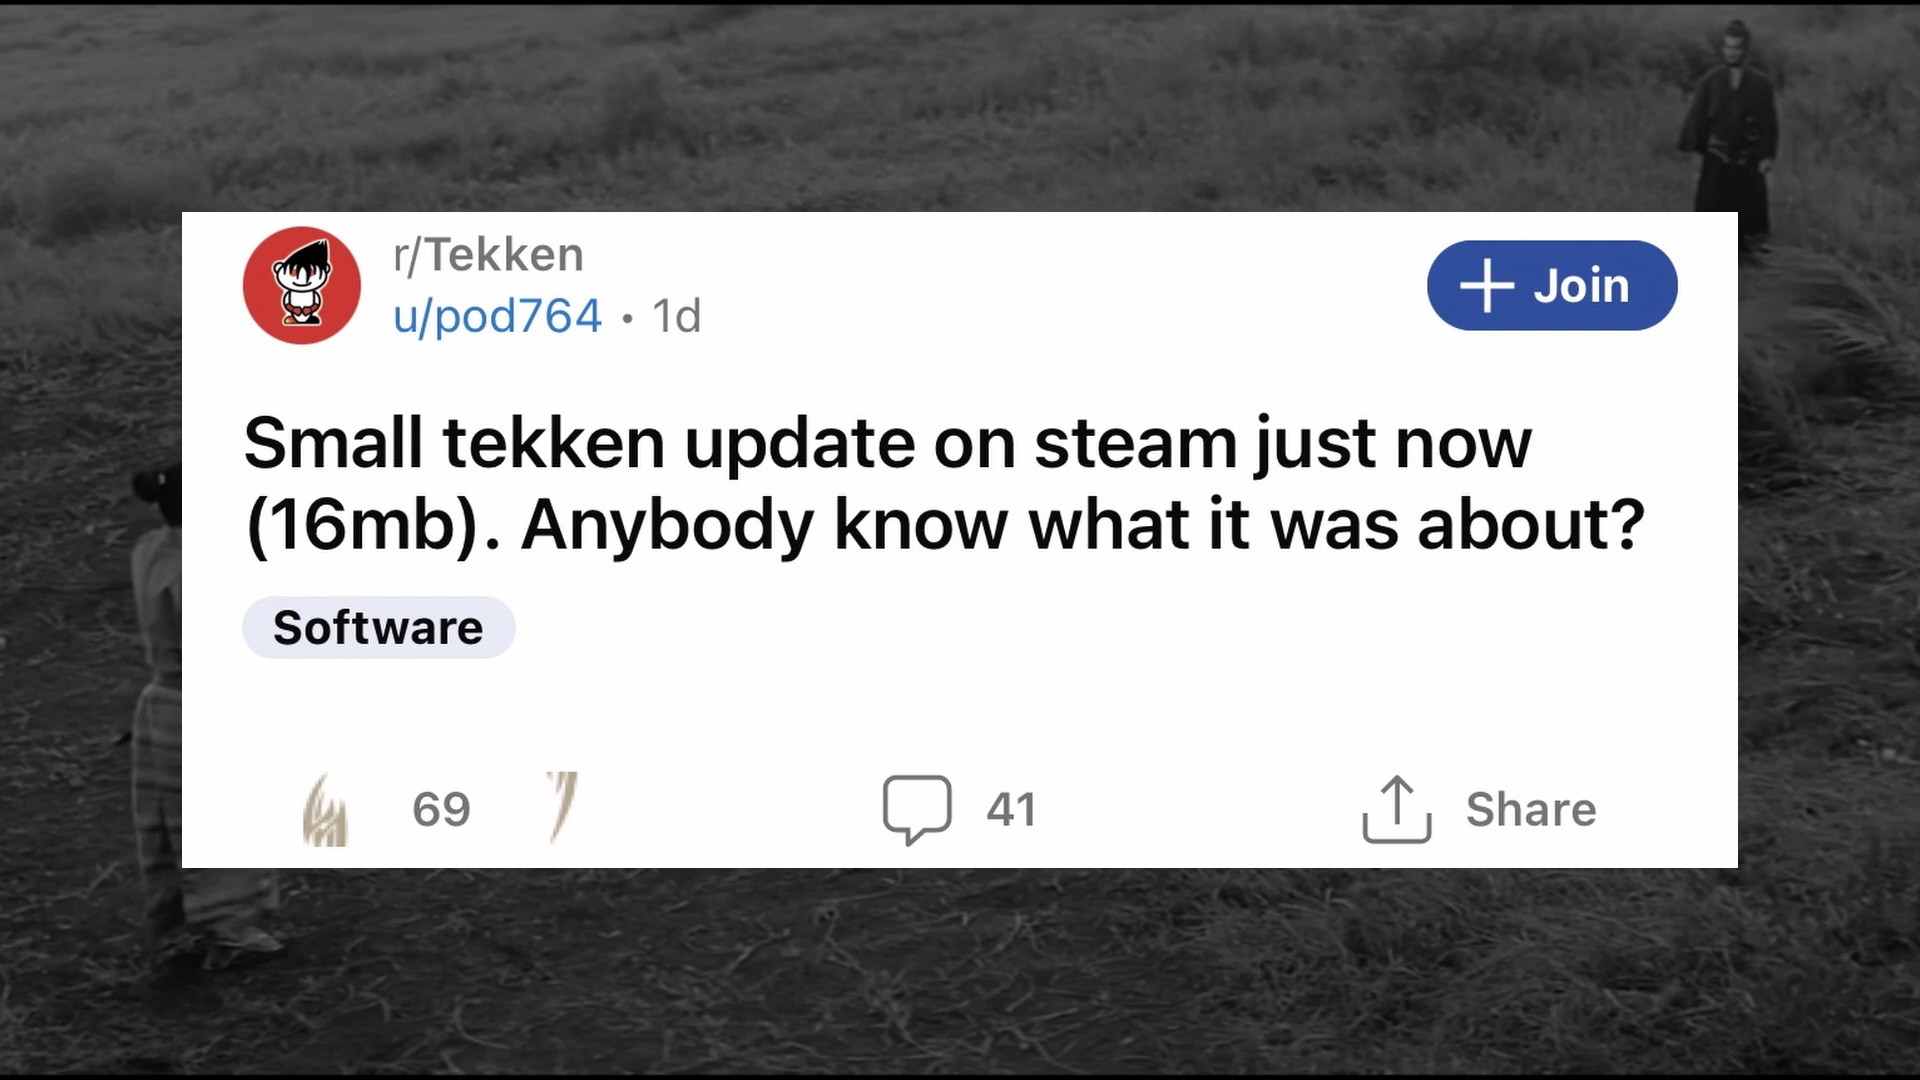 r/Tekken
u/pod764 • 1d
Join
Small tekken update on steam just now
(16mb). Anybody know what it was about?
Software
69
41
Share